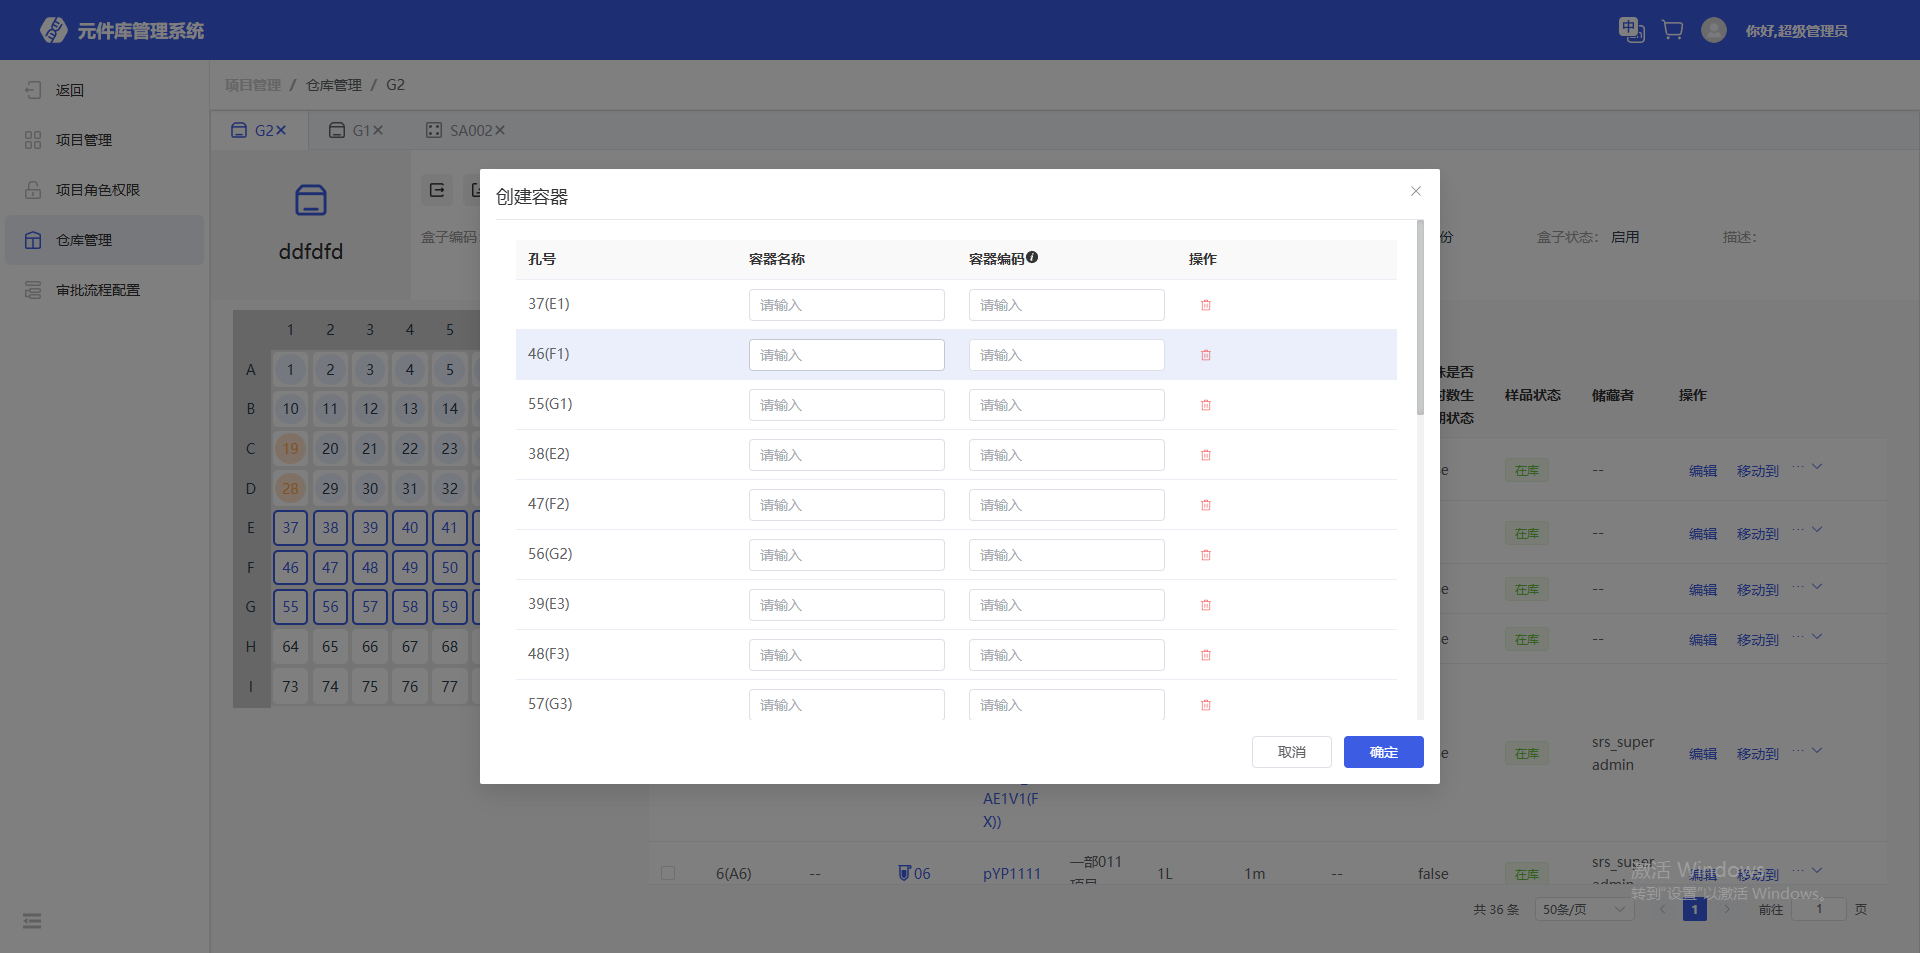 元件库管理系统
中
你好,超级管理员
返回
项目管理
项目角色权限
仓库管理
审批流程配置
项目管理 / 仓库管理 / G2
G2 G1 SA002
ddfdfd
盒子编码:
份
盒子状态: 启用
描述:
1 2 3 4 5
A 1 2 3 4 5
B 10 11 12 13 14
C 19 20 21 22 23
D 28 29 30 31 32
E 37 38 39 40 41
F 46 47 48 49 50
G 55 56 57 58 59
H 64 65 66 67 68
I 73 74 75 76 77
创建容器
孔号 容器名称 容器编码 操作
37(E1) 请输入 请输入
46(F1) 请输入 请输入
55(G1) 请输入 请输入
38(E2) 请输入 请输入
47(F2) 请输入 请输入
56(G2) 请输入 请输入
39(E3) 请输入 请输入
48(F3) 请输入 请输入
57(G3) 请输入 请输入
取消 确定
是否
数生
状态
样品状态 储藏者 操作
e 在库 -- 编辑 移动到 ...
在库 -- 编辑 移动到 ...
e 在库 -- 编辑 移动到 ...
e 在库 -- 编辑 移动到 ...
e 在库 srs_super
admin 编辑 移动到 ...
AE1V1(F
X))
6(A6) -- 06 pYP1111 一部011 1L 1m -- false 在库 srs_super 编辑 移动到 ...
激活 Windows
转到"设置"以激活 Windows。
共 36 条 50条/页 1 前往 1 页